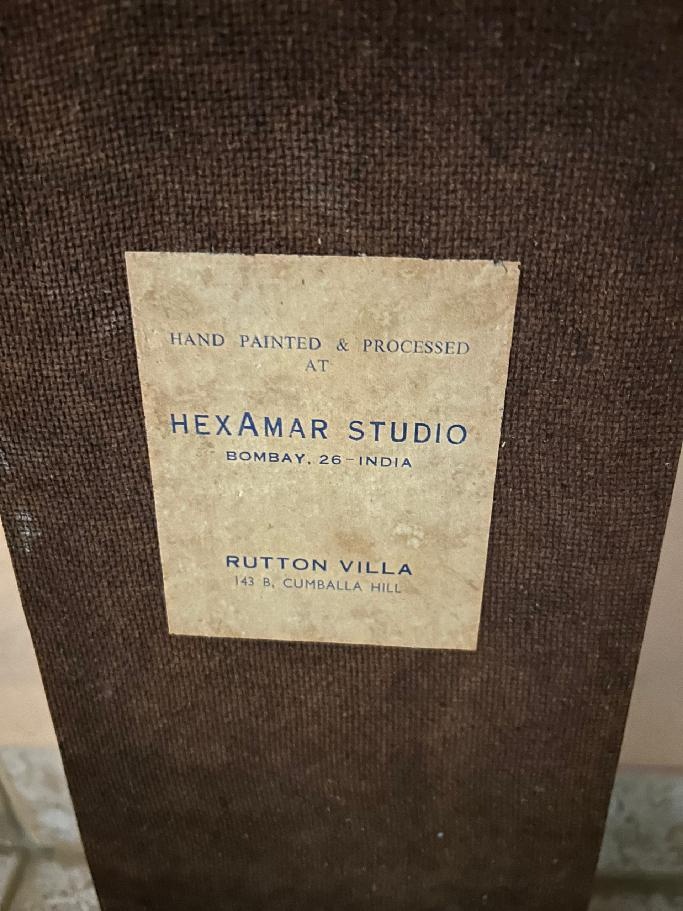 HAND PAINTED & PROCESSED
AT
HEXAMAR STUDIO
BOMBAY, 26-INDIA
RUTTON VILLA
143 B, CUMBALLA HILL